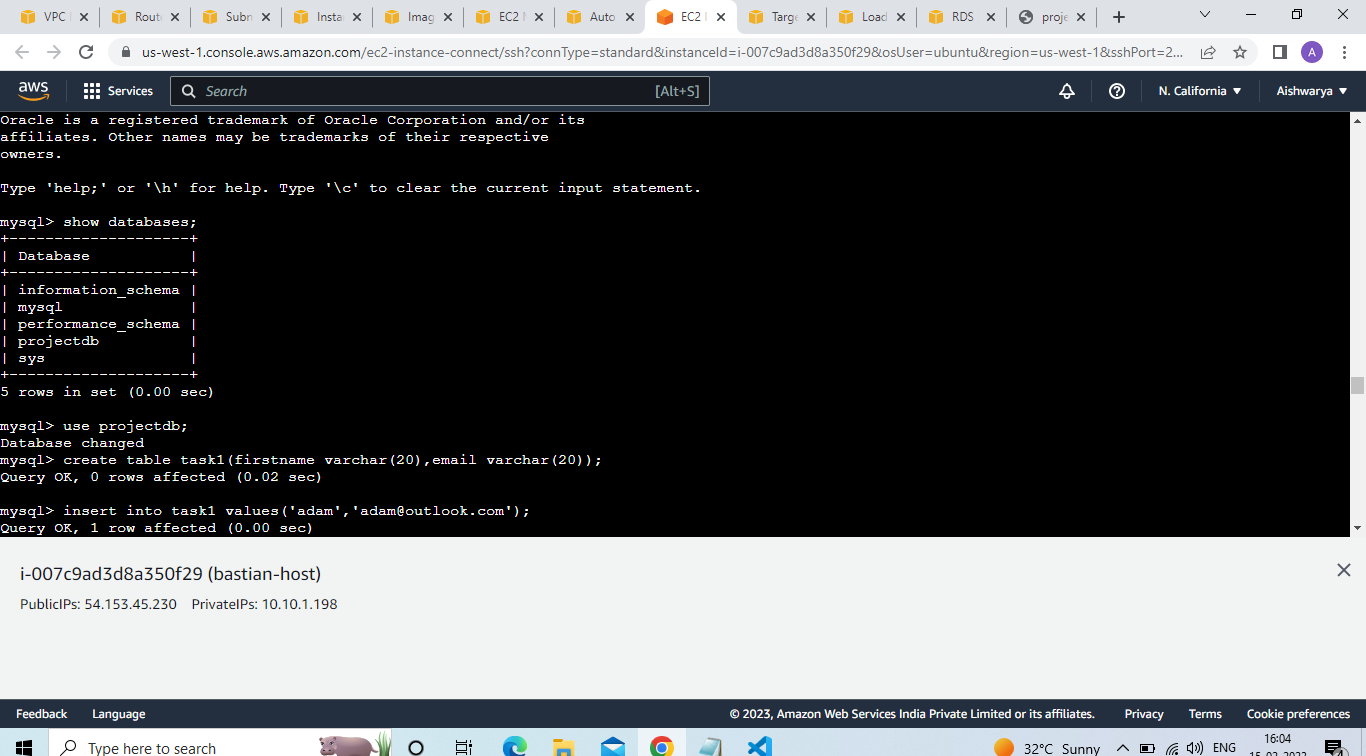 VPC
Rout
Subn
Insta
Imag
EC2
Auto
EC2
Targe
Load
RDS
proje
us-west-1.console.aws.amazon.com/ec2-instance-connect/ssh?connType=standard&instanceId=i-007c9ad3d8a350f29&osUser=ubuntu&region=us-west-1&sshPort=2...
A
aws
Services
Search
[Alt+S]
N. California
Aishwarya
Oracle is a registered trademark of Oracle Corporation and/or its
affiliates. Other names may be trademarks of their respective
owners.
Type 'help;' or '\h' for help. Type '\c' to clear the current input statement.
mysql> show databases;
+--------------------+
| Database           |
+--------------------+
| information_schema |
| mysql              |
| performance_schema |
| projectdb          |
| sys                |
+--------------------+
5 rows in set (0.00 sec)
mysql> use projectdb;
Database changed
mysql> create table task1(firstname varchar(20),email varchar(20));
Query OK, 0 rows affected (0.02 sec)
mysql> insert into task1 values('adam','adam@outlook.com');
Query OK, 1 row affected (0.00 sec)
i-007c9ad3d8a350f29 (bastian-host)
PublicIPs: 54.153.45.230 PrivateIPs: 10.10.1.198
Feedback
Language
© 2023, Amazon Web Services India Private Limited or its affiliates.
Privacy
Terms
Cookie preferences
Type here to search
32°C Sunny
ENG
16:04